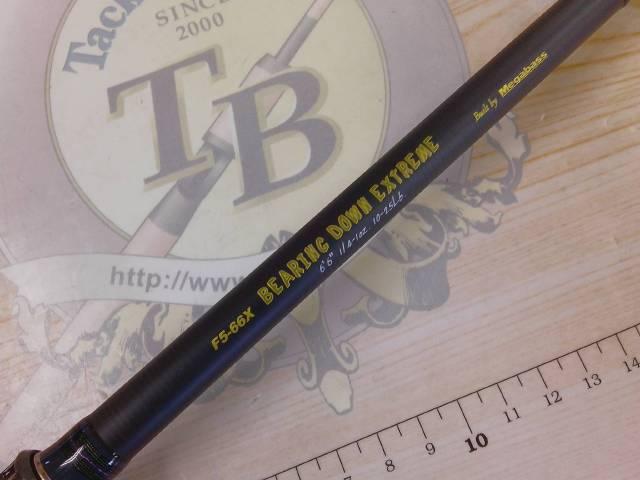 Tackle
SINCE
2000
TB
http://www.
F5-66X BEARING DOWN EXTREME
6'6" 1/4-1oz. 10-25Lb
Built by Megabass
7 8 9 10 11 12 13 14